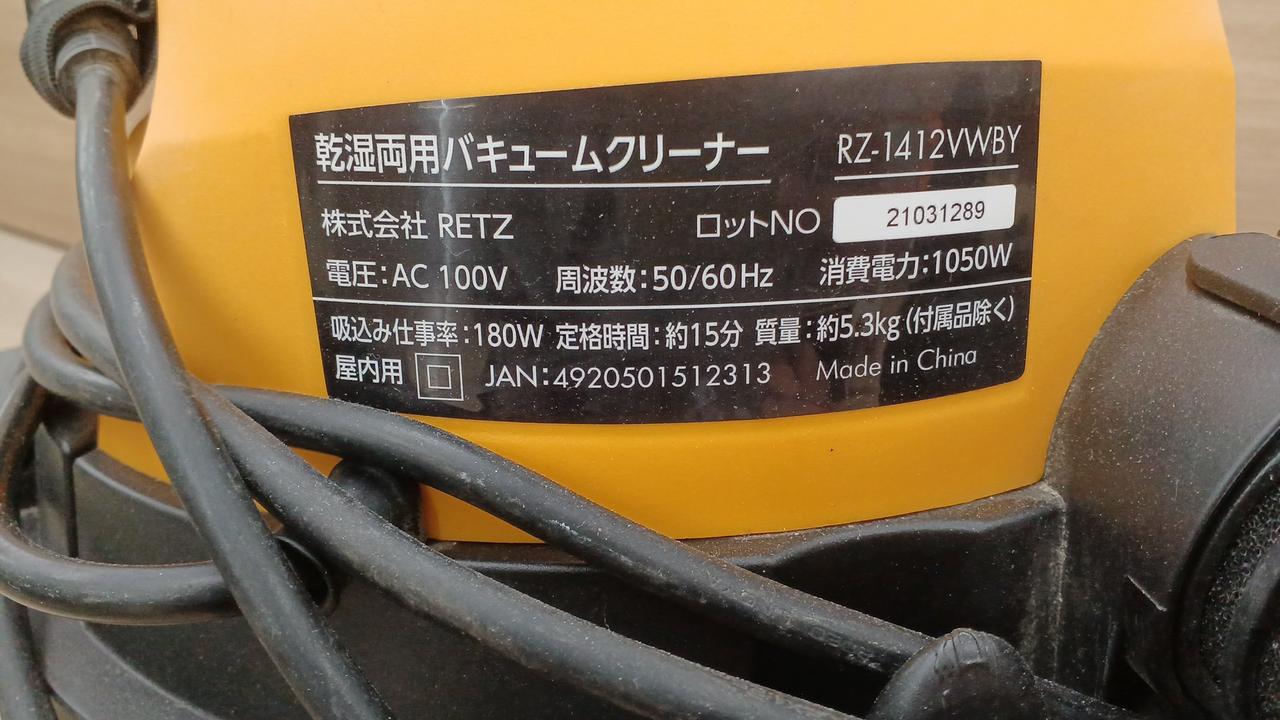 乾湿両用バキュームクリーナー RZ-1412VWBY
株式会社 RETZ ロットNO 21031289
電圧:AC 100V 周波数:50/60Hz 消費電力:1050W
吸込み仕事率:180W 定格時間:約15分 質量:約5.3kg(付属品除く)
屋内用 JAN:4920501512313 Made in China